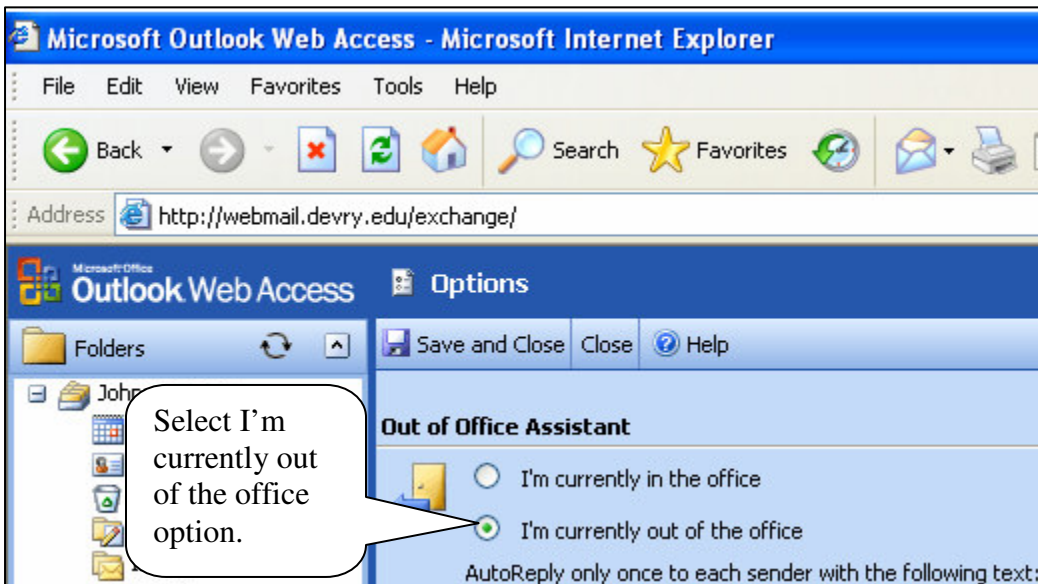 Microsoft Outlook Web Access - Microsoft Internet Explorer
File Edit View Favorites Tools Help
Back Search Favorites
Address http://webmail.devry.edu/exchange/
Microsoft Office
Outlook Web Access
Options
Folders
Save and Close Close Help
John
Select I'm
currently out
of the office
option.
Out of Office Assistant
I'm currently in the office
I'm currently out of the office
AutoReply only once to each sender with the following text: